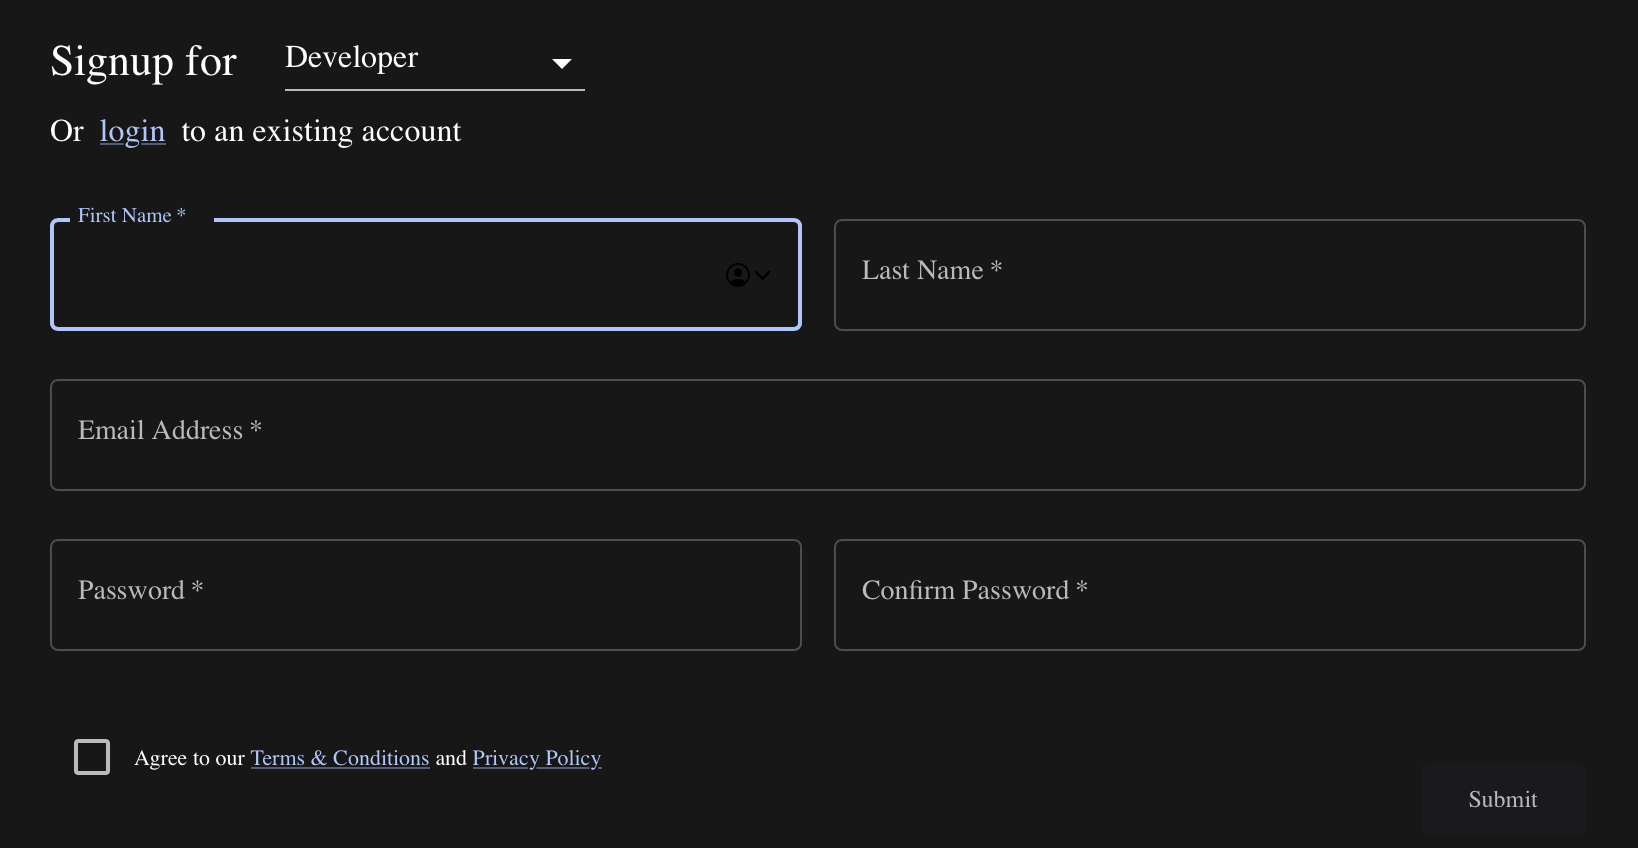 Signup for Developer
Or login to an existing account
First Name *
Last Name *
Email Address *
Password *
Confirm Password *
Agree to our Terms & Conditions and Privacy Policy
Submit